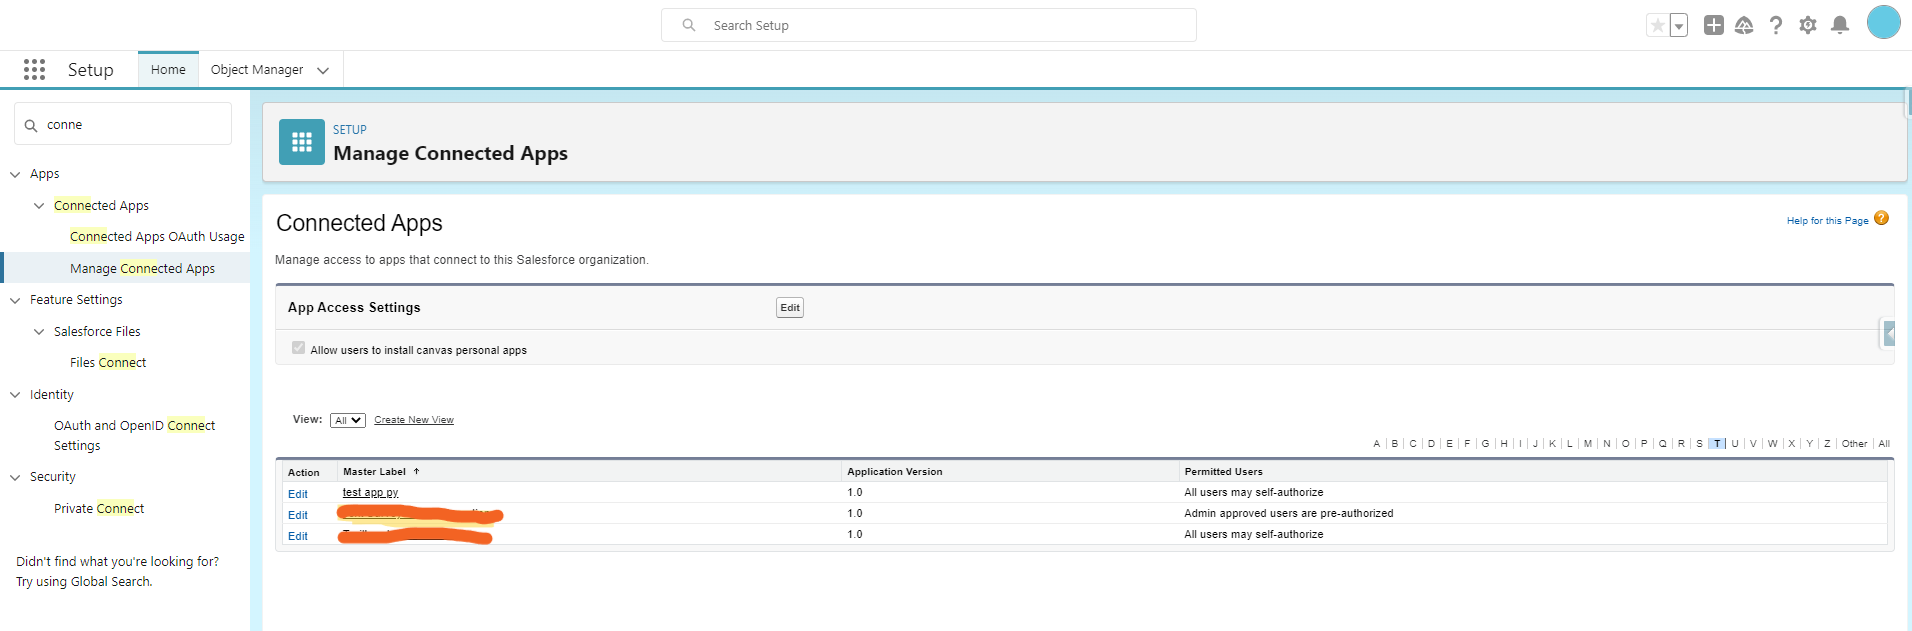 Search Setup
Setup
Home
Object Manager
conne
Apps
Connected Apps
Connected Apps OAuth Usage
Manage Connected Apps
Feature Settings
Salesforce Files
Files Connect
Identity
OAuth and OpenID Connect
Settings
Security
Private Connect
Didn't find what you're looking for?
Try using Global Search.
SETUP
Manage Connected Apps
Connected Apps
Help for this Page ?
Manage access to apps that connect to this Salesforce organization.
App Access Settings Edit
Allow users to install canvas personal apps
View: All Create New View
A | B | C | D | E | F | G | H | I | J | K | L | M | N | O | P | Q | R | S | T | U | V | W | X | Y | Z | Other | All
Action Master Label ↑ Application Version Permitted Users
Edit test app py 1.0 All users may self-authorize
Edit 1.0 Admin approved users are pre-authorized
Edit 1.0 All users may self-authorize